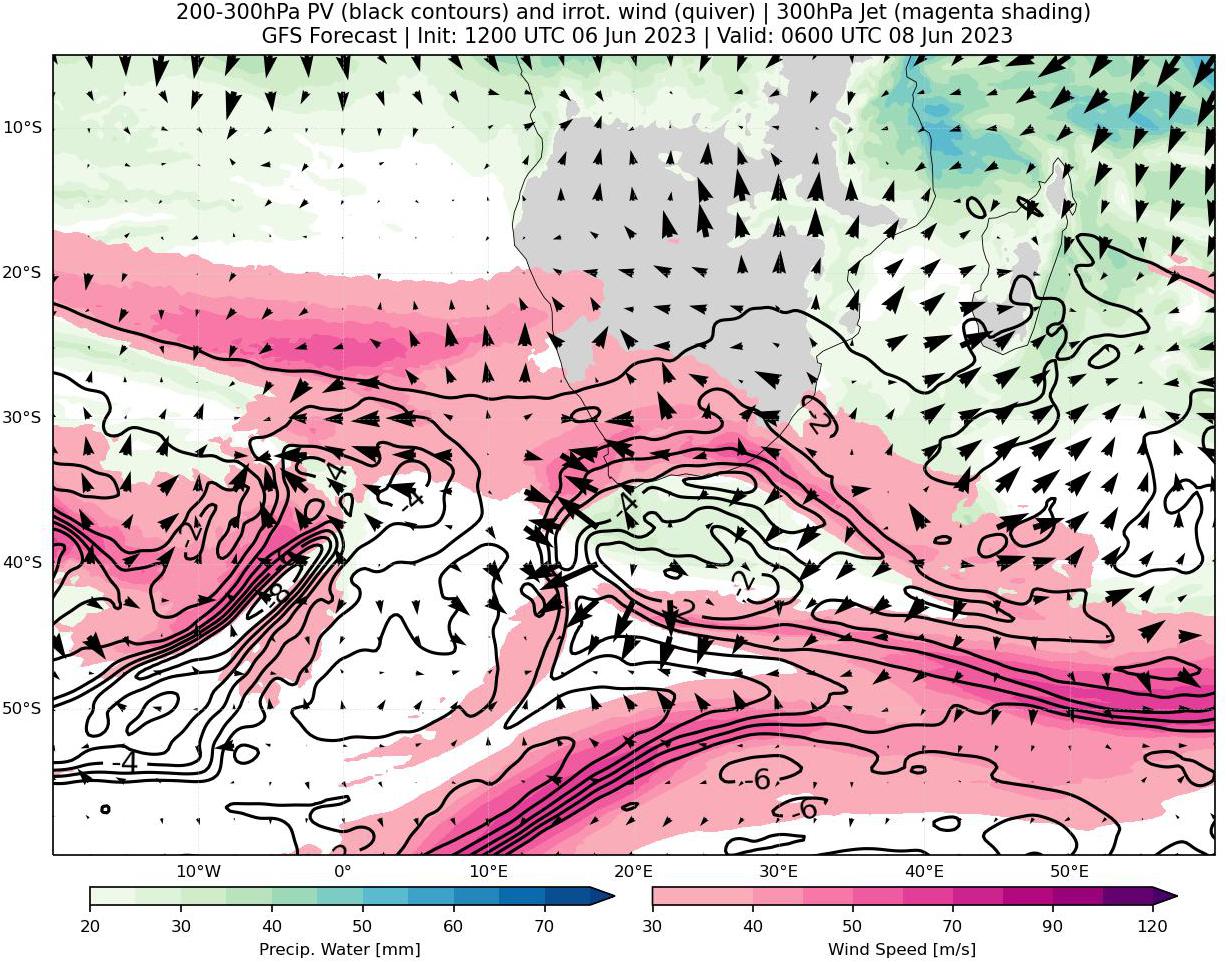 200-300hPa PV (black contours) and irrot. wind (quiver) | 300hPa Jet (magenta shading)
GFS Forecast | Init: 1200 UTC 06 Jun 2023 | Valid: 0600 UTC 08 Jun 2023
10°S
20°S
-2
30°S
-4
-4
-4
-2
40°S
-8
-2
-2
50°S
-4
-6
-6
10°W 0° 10°E 20°E 30°E 40°E 50°E
20 30 40 50 60 70
30 40 50 70 90 120
Precip. Water [mm]
Wind Speed [m/s]